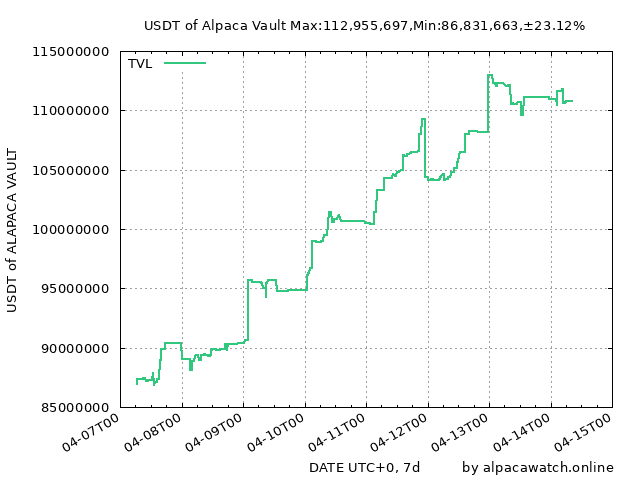 USDT of Alpaca Vault Max:112,955,697,Min:86,831,663,±23.12%
TVL
115000000
110000000
105000000
100000000
95000000
90000000
85000000
USDT of ALAPACA VAULT
04-07T00
04-08T00
04-09T00
04-10T00
04-11T00
04-12T00
04-13T00
04-14T00
04-15T00
DATE UTC+0, 7d
by alpacawatch.online